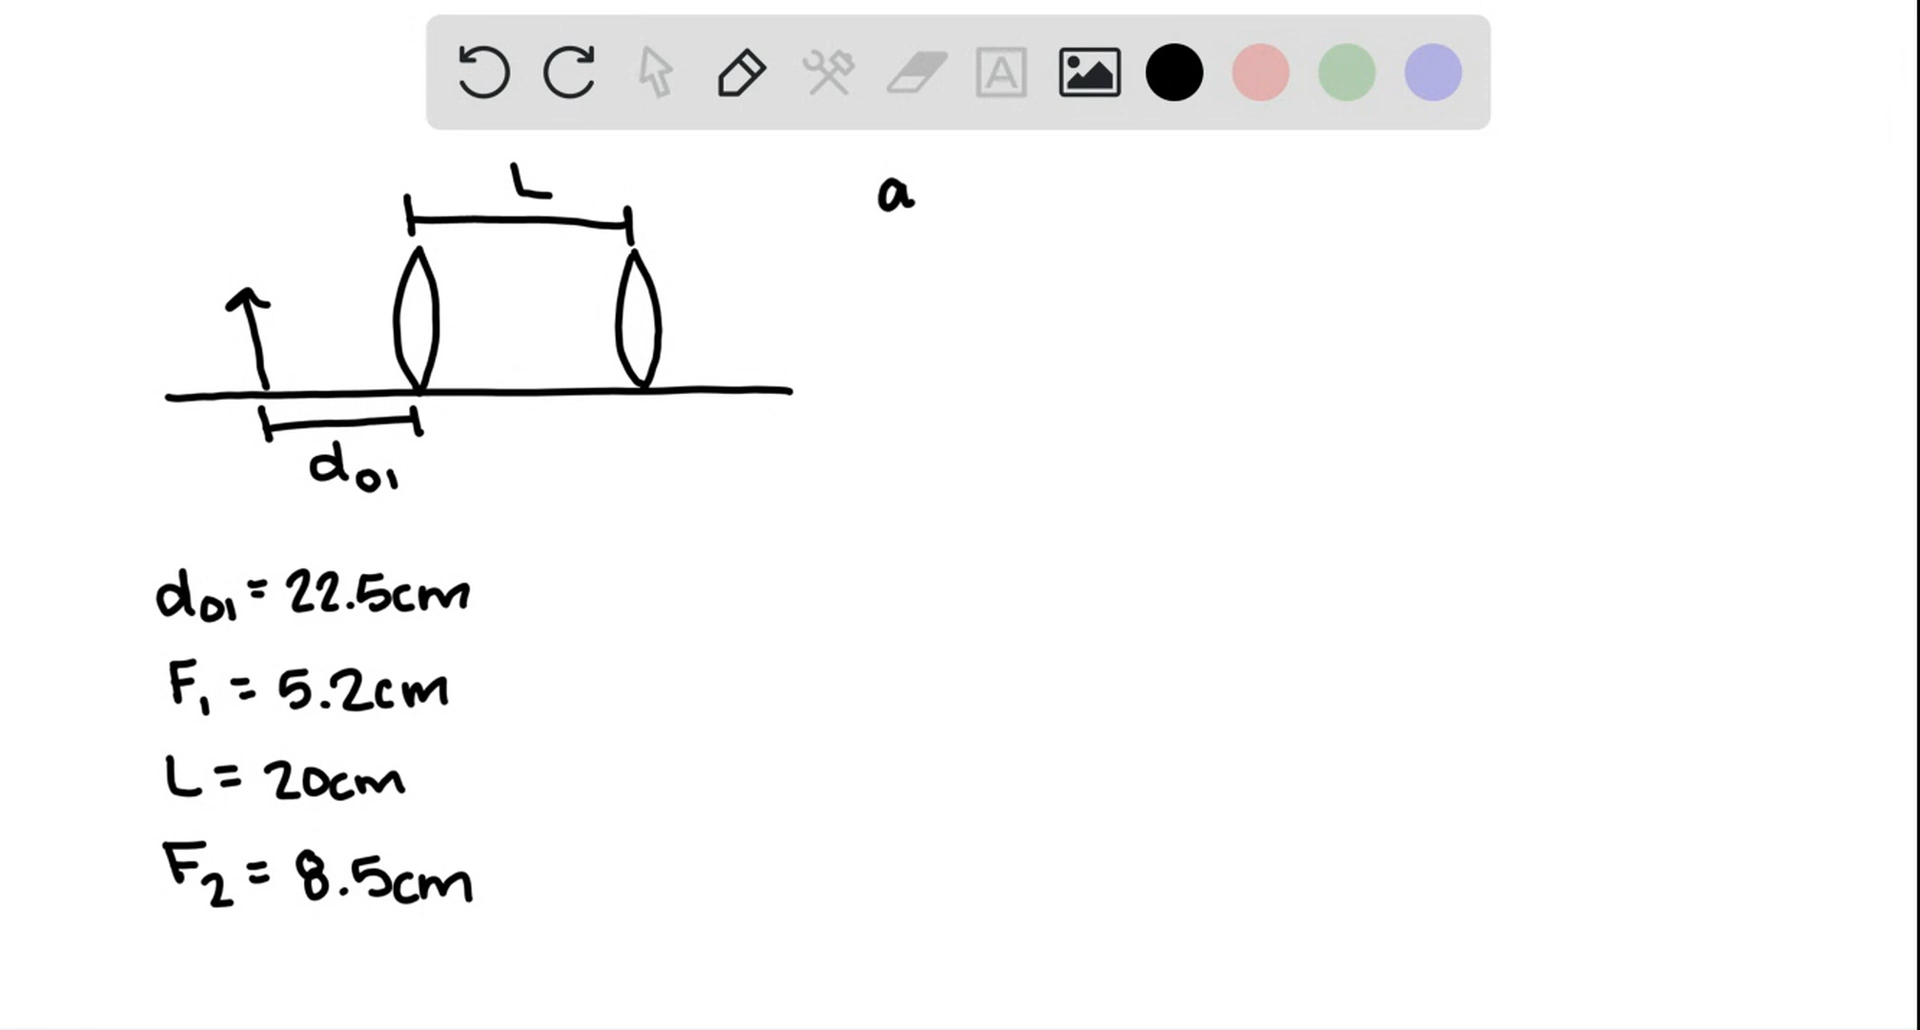 L
a
d01
d01 = 22.5cm
F1 = 5.2cm
L = 20cm
F2 = 8.5cm
A